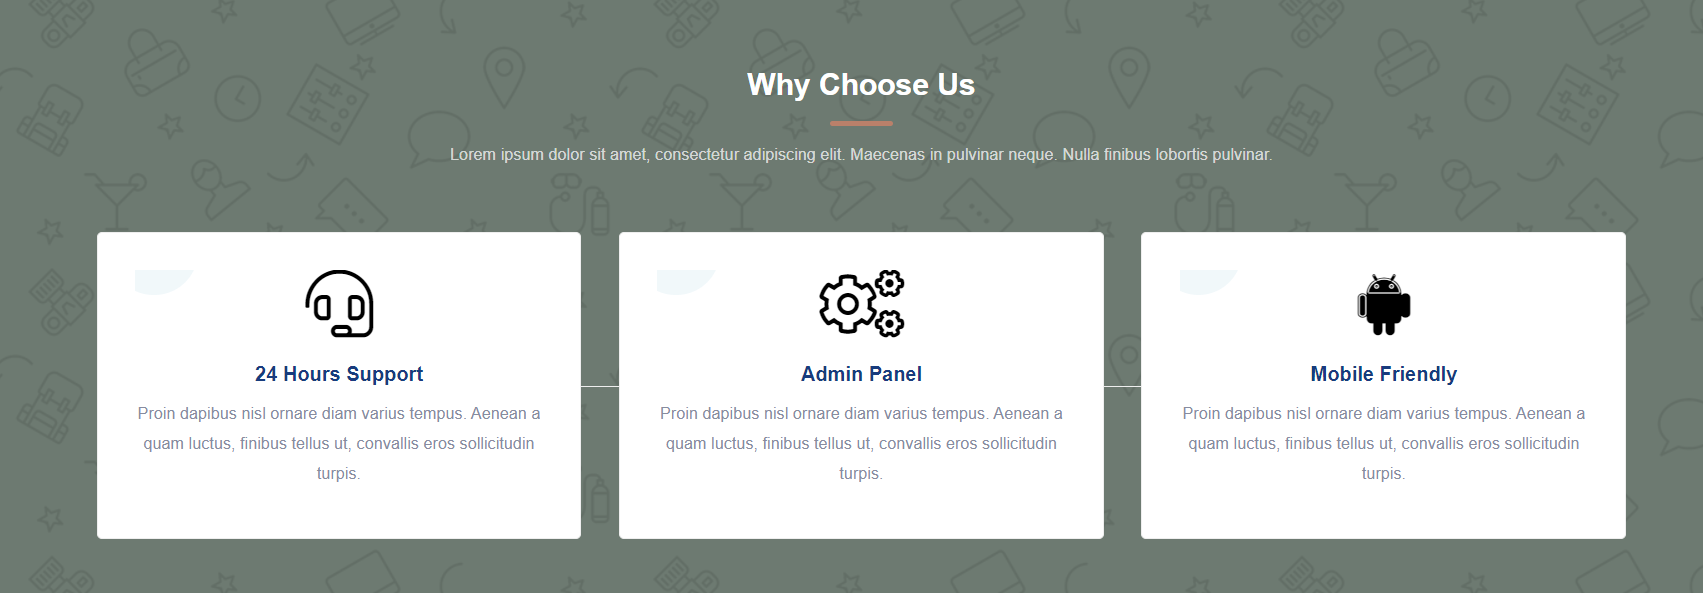 Why Choose Us
Lorem ipsum dolor sit amet, consectetur adipiscing elit. Maecenas in pulvinar neque. Nulla finibus lobortis pulvinar.
24 Hours Support
Proin dapibus nisl ornare diam varius tempus. Aenean a
quam luctus, finibus tellus ut, convallis eros sollicitudin
turpis.
Admin Panel
Proin dapibus nisl ornare diam varius tempus. Aenean a
quam luctus, finibus tellus ut, convallis eros sollicitudin
turpis.
Mobile Friendly
Proin dapibus nisl ornare diam varius tempus. Aenean a
quam luctus, finibus tellus ut, convallis eros sollicitudin
turpis.